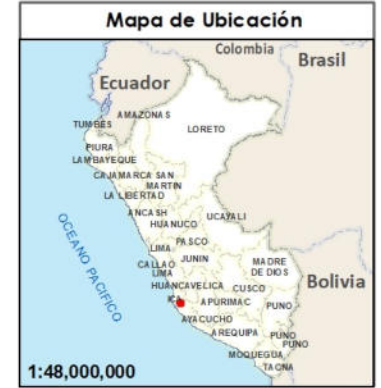 Mapa de Ubicación
Colombia
Brasil
Ecuador
AMAZONAS
LORETO
TUMBES
PIURA
LAMBAYEQUE
CAJAMARCA SAN
MARTIN
LA LIBERTAD
ANCASH
UCAYALI
HUANUCO
OCEANO PACIFICO
PASCO
LIMA
JUNIN
CALLAO
LIMA
MADRE
DE DIOS
HUANCAVELICA
CUSCO
Bolivia
ICA
APURIMAC
PUNO
AYACUCHO
AREQUIPA
PUNO
PUNO
MOQUEGUA
TACNA
1:48,000,000